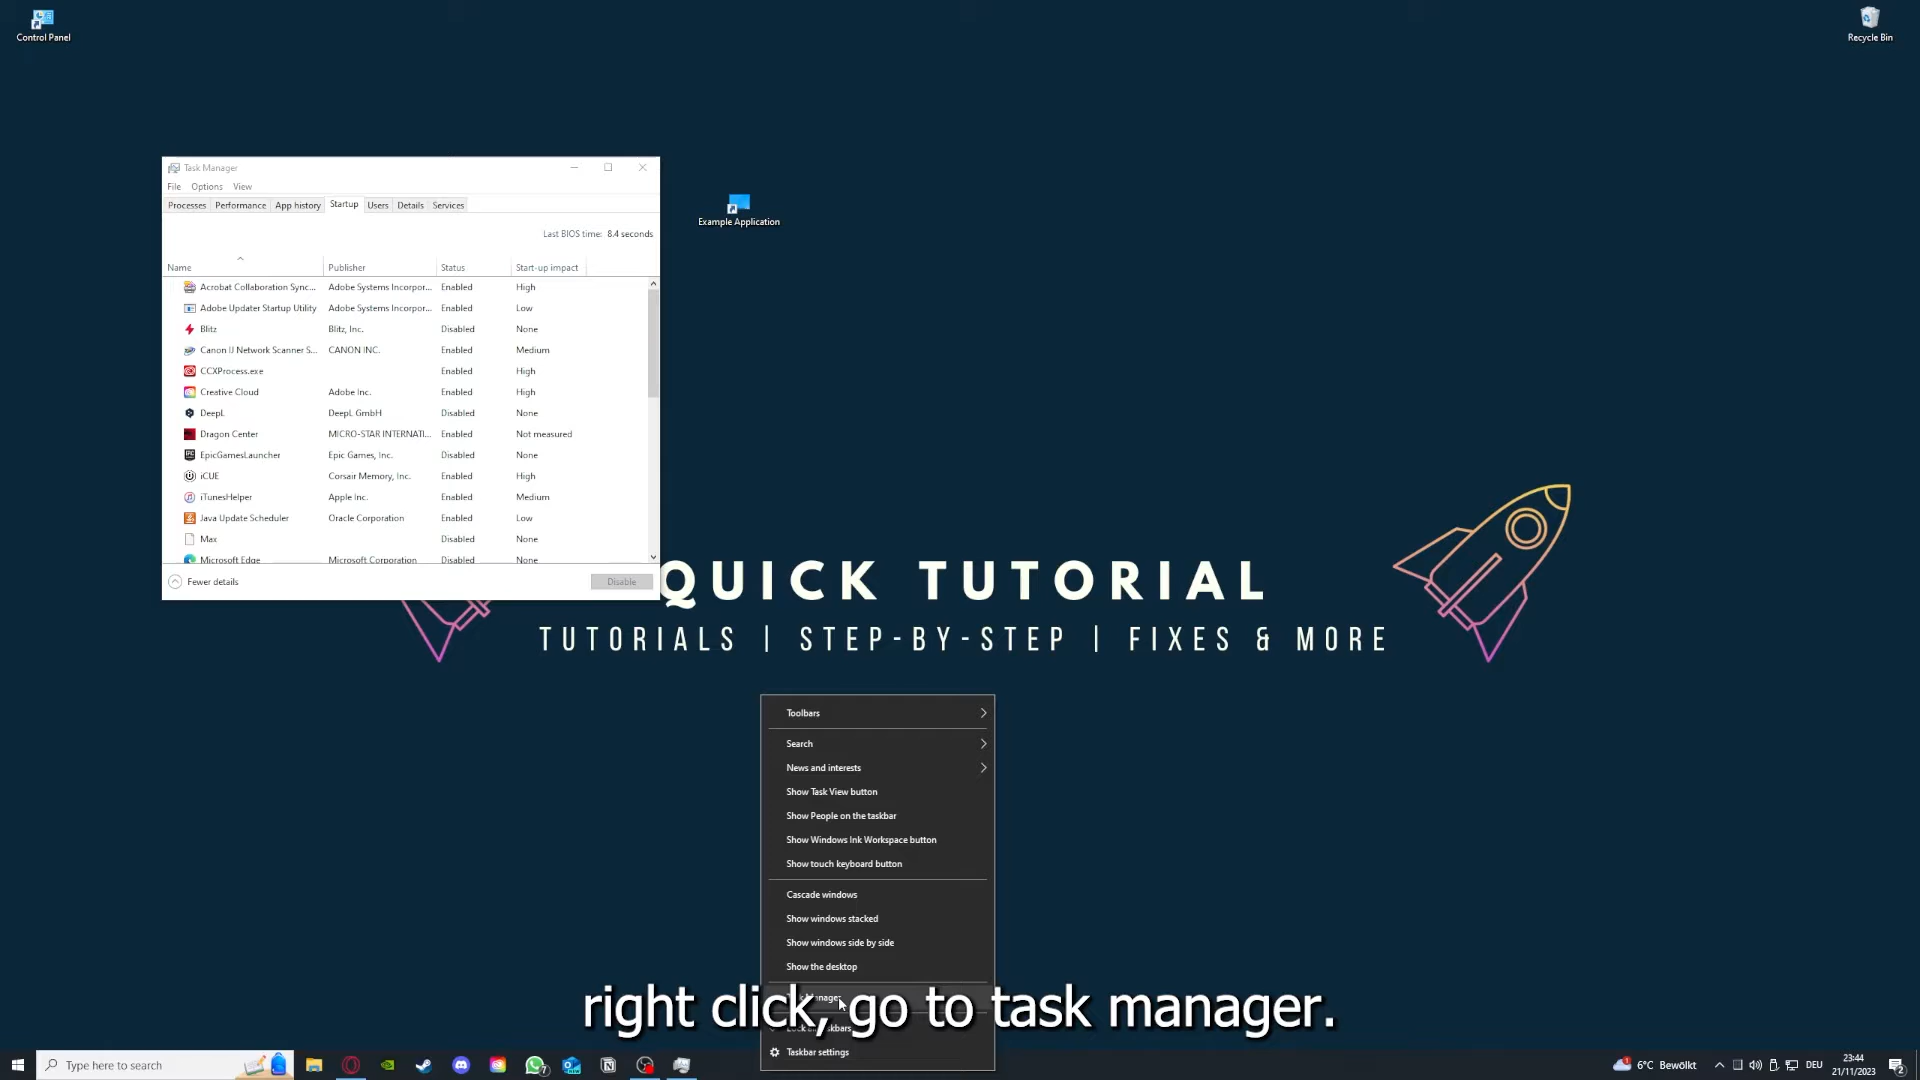 Control Panel
Recycle Bin
Task Manager
File Options View
Processes Performance App history Startup Users Details Services
Last BIOS time: 8.4 seconds
Name Publisher Status Start-up impact
Acrobat Collaboration Sync... Adobe Systems Incorpor... Enabled High
Adobe Updater Startup Utility Adobe Systems Incorpor... Enabled Low
Blitz Blitz, Inc. Disabled None
Canon IJ Network Scanner S... CANON INC. Enabled Medium
CCXProcess.exe Enabled High
Creative Cloud Adobe Inc. Enabled High
DeepL DeepL GmbH Disabled None
Dragon Center MICRO-STAR INTERNATI... Enabled Not measured
EpicGamesLauncher Epic Games, Inc. Disabled None
iCUE Corsair Memory, Inc. Enabled High
iTunesHelper Apple Inc. Enabled Medium
Java Update Scheduler Oracle Corporation Enabled Low
Max Disabled None
Microsoft Edge Microsoft Corporation Disabled None
Fewer details Disable
Example Application
QUICK TUTORIAL
TUTORIALS | STEP-BY-STEP | FIXES & MORE
Toolbars
Search
News and interests
Show Task View button
Show People on the taskbar
Show Windows Ink Workspace button
Show touch keyboard button
Cascade windows
Show windows stacked
Show windows side by side
Show the desktop
Manager
right click, go to task manager.
Taskbar settings
Type here to search
7
1
6°C Bewölkt
DEU
23:44
21/11/2023
2